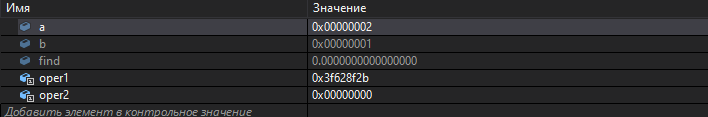 Имя Значение
a 0x00000002
b 0x00000001
find 0.0000000000000000
oper1 0x3f628f2b
oper2 0x00000000
Добавить элемент в контрольное значение